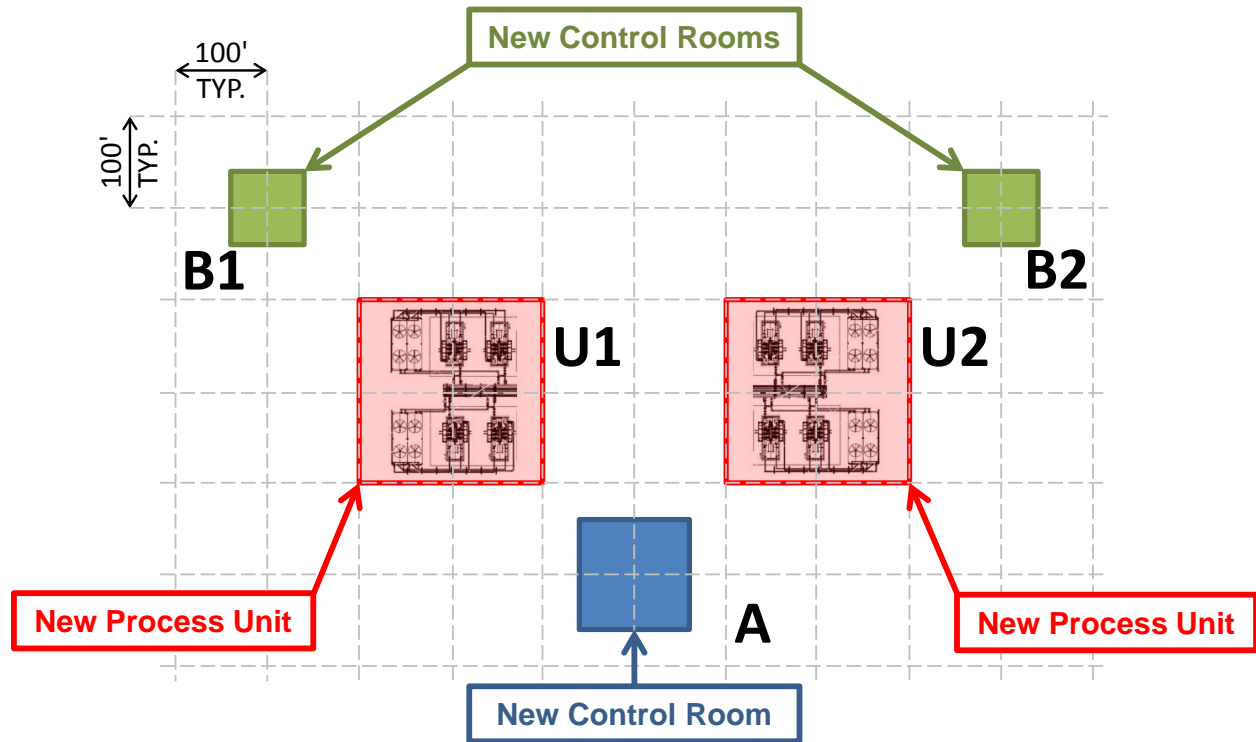 New Control Rooms
100'
TYP.
100'
TYP.
B1
B2
U1
U2
New Process Unit
A
New Process Unit
New Control Room